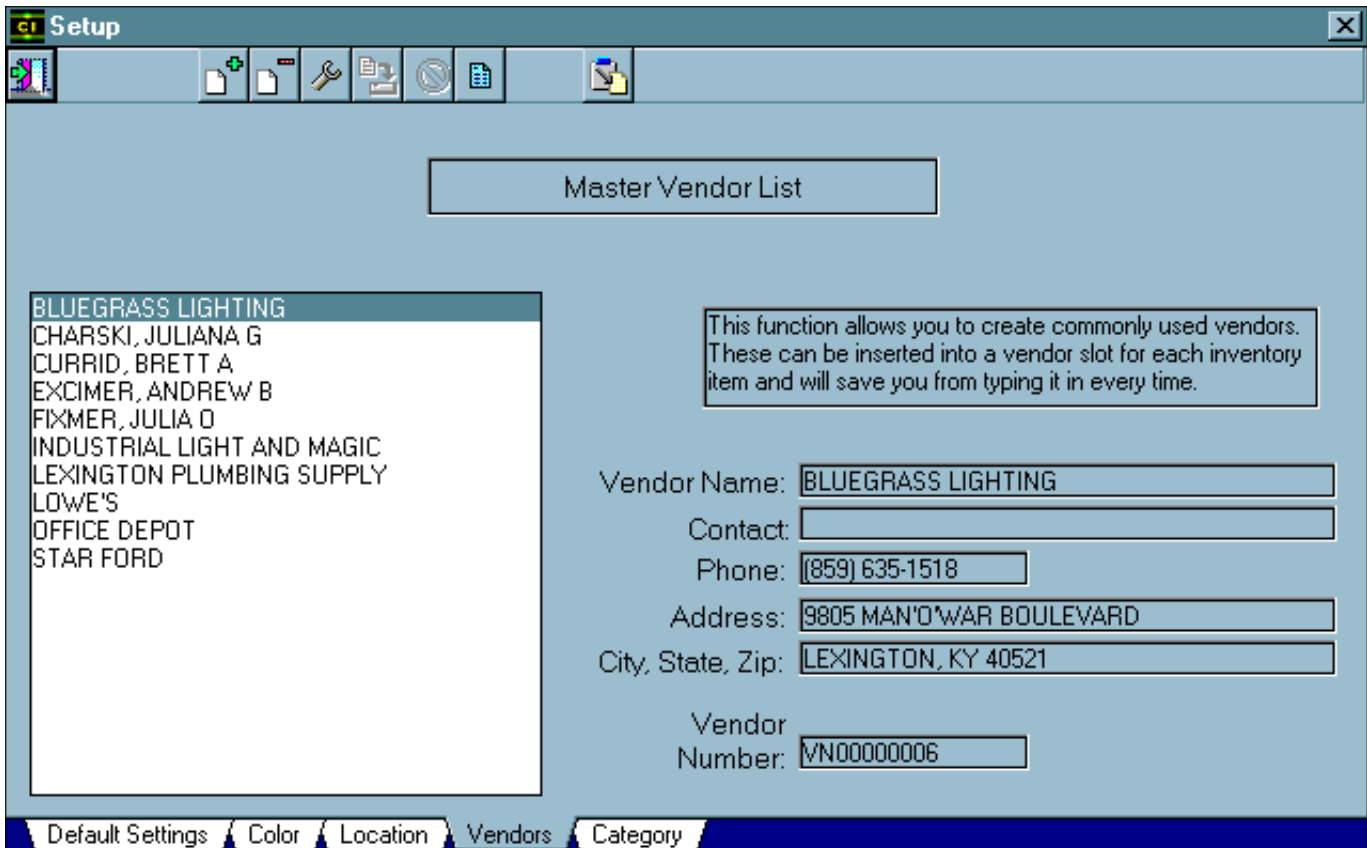 CI Setup
Master Vendor List
BLUEGRASS LIGHTING
CHARSKI, JULIANA G
CURRID, BRETT A
EXCIMER, ANDREW B
FIXMER, JULIA O
INDUSTRIAL LIGHT AND MAGIC
LEXINGTON PLUMBING SUPPLY
LOWE'S
OFFICE DEPOT
STAR FORD
This function allows you to create commonly used vendors.
These can be inserted into a vendor slot for each inventory
item and will save you from typing it in every time.
Vendor Name: BLUEGRASS LIGHTING
Contact:
Phone: (859) 635-1518
Address: 9805 MAN'O'WAR BOULEVARD
City, State, Zip: LEXINGTON, KY 40521
Vendor
Number: VN00000006
Default Settings Color Location Vendors Category